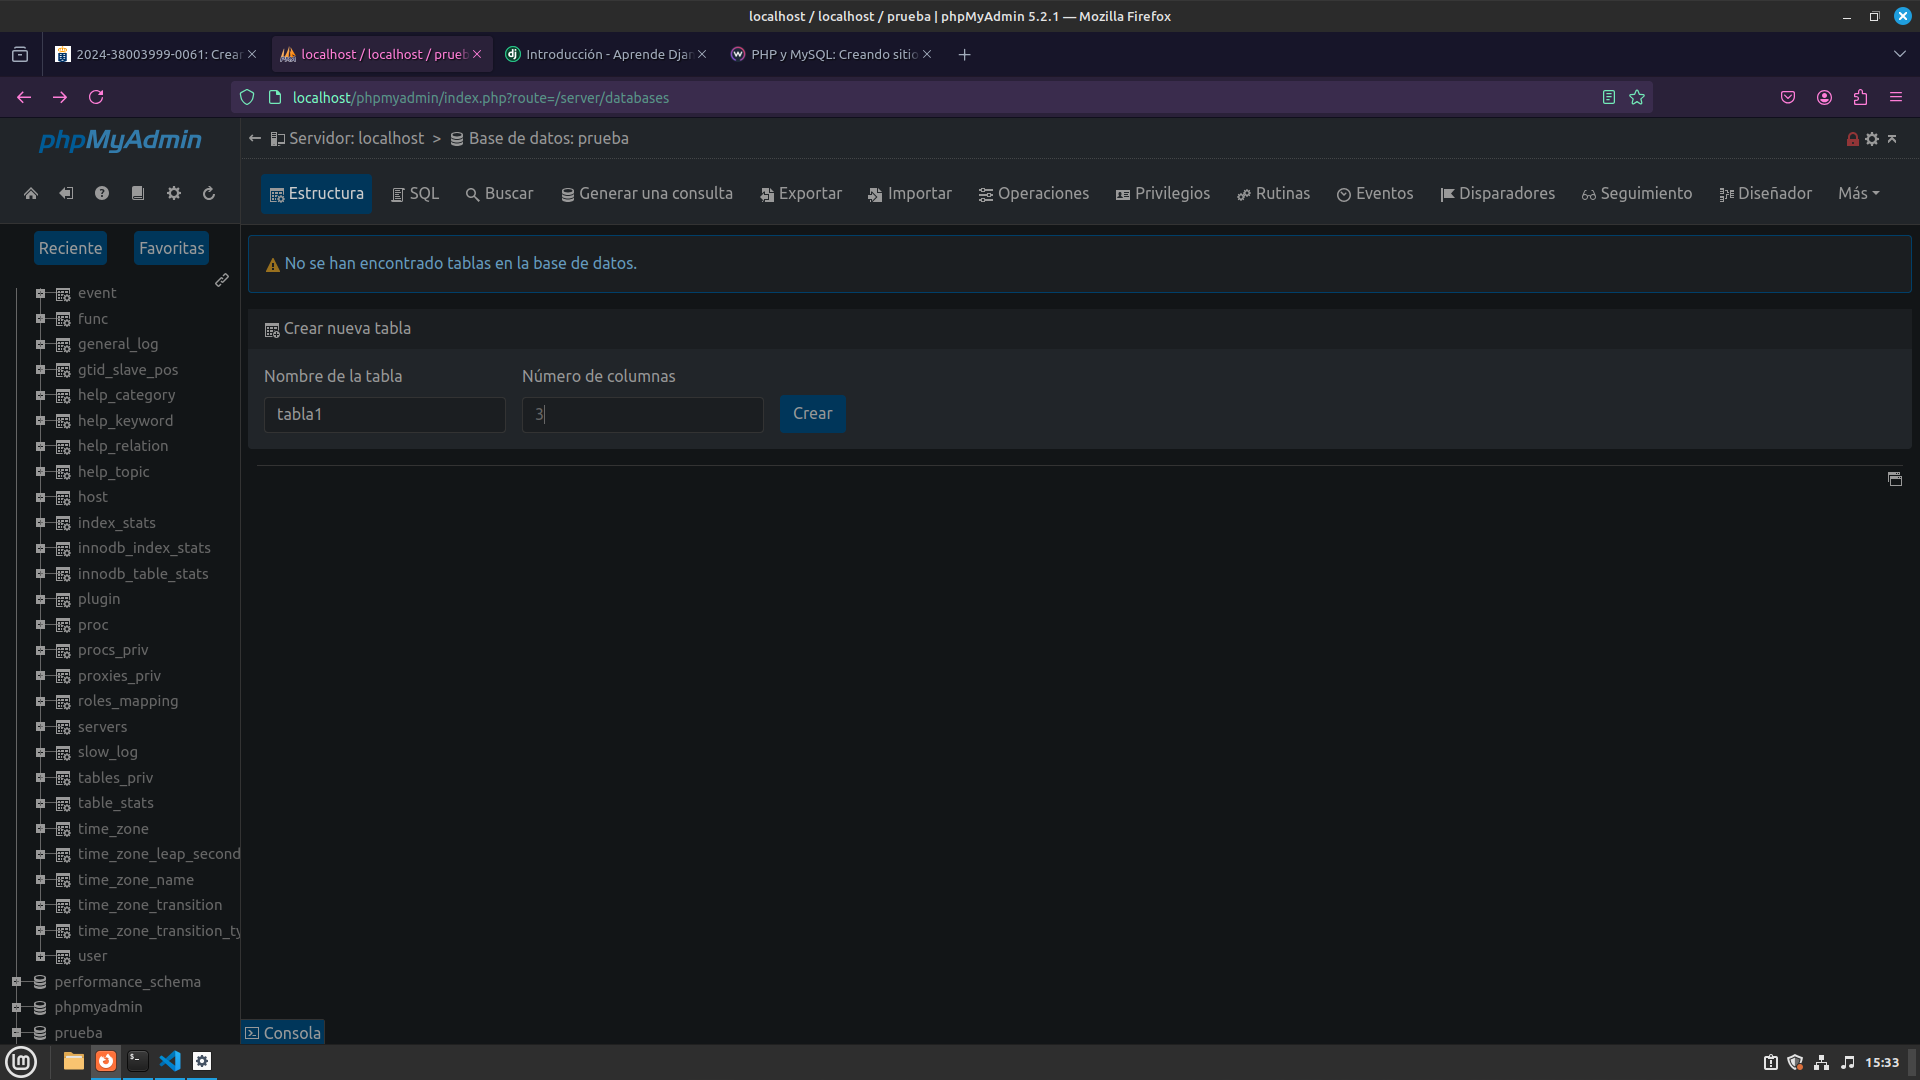 localhost / localhost / prueba | phpMyAdmin 5.2.1 — Mozilla Firefox
2024-38003999-0061: Crear
localhost / localhost / prueb
Introducción - Aprende Djan
PHP y MySQL: Creando sitio
localhost/phpmyadmin/index.php?route=/server/databases
phpMyAdmin
Servidor: localhost > Base de datos: prueba
Estructura SQL Buscar Generar una consulta Exportar Importar Operaciones Privilegios Rutinas Eventos Disparadores Seguimiento Diseñador Más
Reciente Favoritas
event
func
general_log
gtid_slave_pos
help_category
help_keyword
help_relation
help_topic
host
index_stats
innodb_index_stats
innodb_table_stats
plugin
proc
procs_priv
proxies_priv
roles_mapping
servers
slow_log
tables_priv
table_stats
time_zone
time_zone_leap_second
time_zone_name
time_zone_transition
time_zone_transition_ty
user
performance_schema
phpmyadmin
prueba
No se han encontrado tablas en la base de datos.
Crear nueva tabla
Nombre de la tabla Número de columnas
tabla1 3 Crear
Consola
15:33